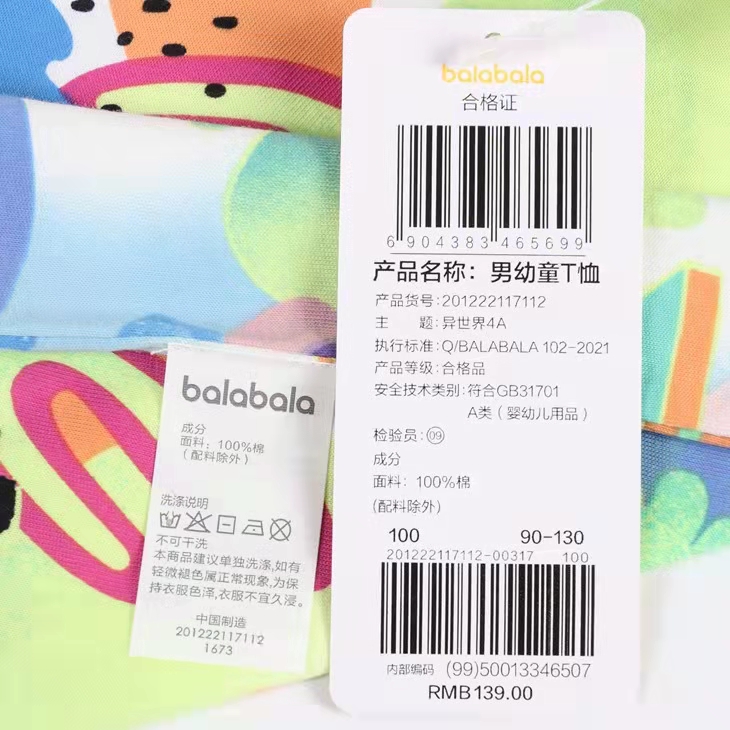 balabala
合格证
6 904383 465699
产品名称：男幼童T恤
产品货号：201222117112
主 题：异世界4A
执行标准：Q/BALABALA 102-2021
产品等级：合格品
安全技术类别：符合GB31701
A类（婴幼儿用品）
检验员：09
成分
面料：100%棉
(配料除外)
100 90-130
201222117112-00317 100
内部编码 (99)50013346507
RMB139.00
balabala
成分
面料：100%棉
（配料除外）
洗涤说明
不可干洗
本商品建议单独洗涤,如有
轻微褪色属正常现象,为保
持衣服色泽,衣服不宜久浸。
中国制造
201222117112
1673